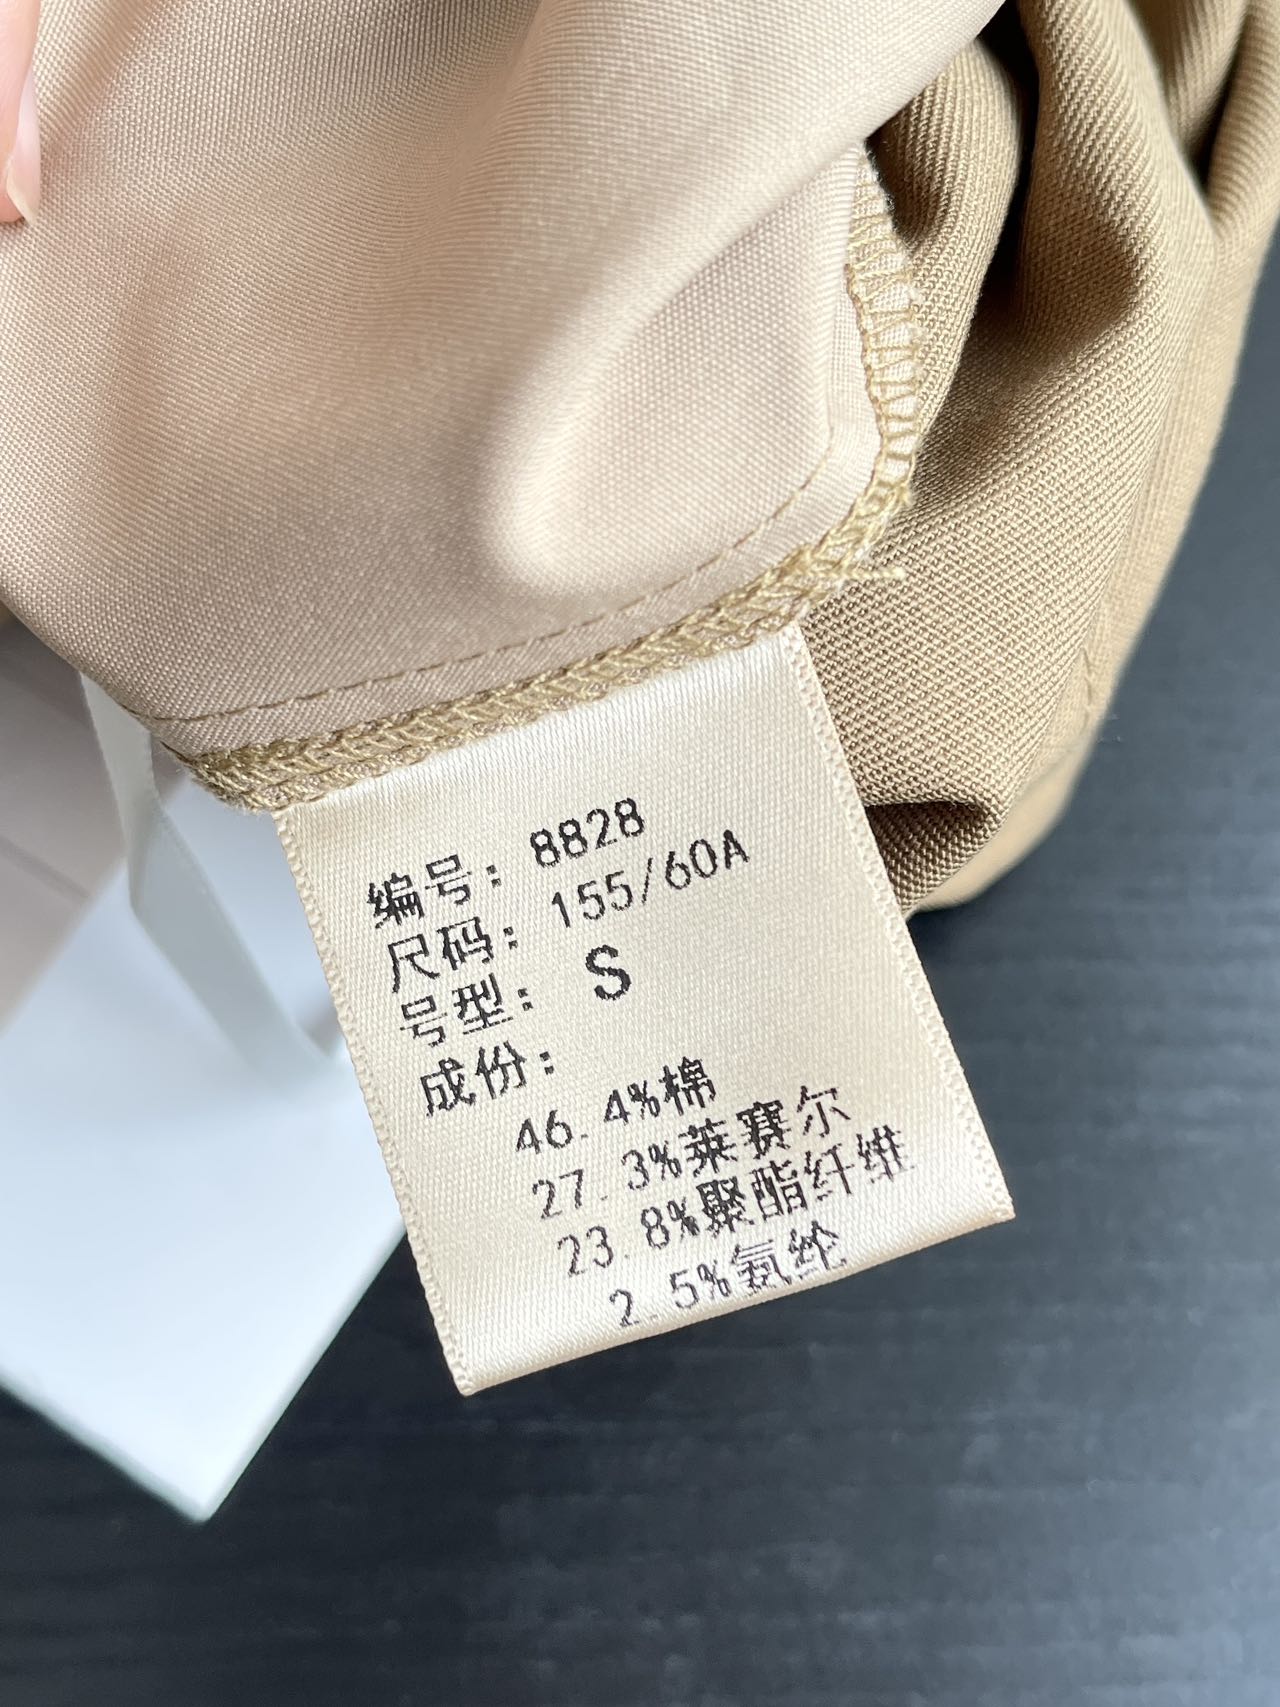 编号: 8828
尺码: 155/60A
号型: S
成份:
46.4%棉
27.3%莱赛尔
23.8%聚酯纤维
2.5%氨纶